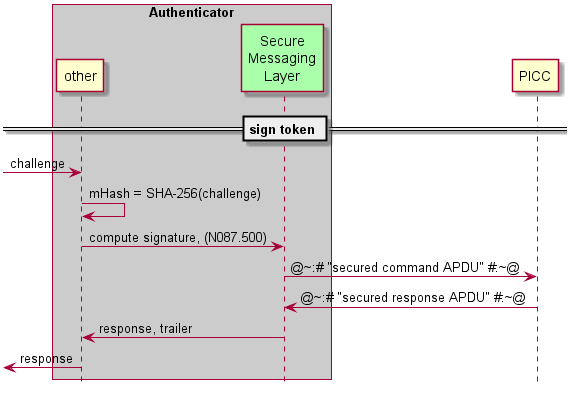 Authenticator
Secure
Messaging
Layer
other
PICC
sign token
challenge
mHash = SHA-256(challenge)
compute signature, (N087.500)
@~:# "secured command APDU" #:~@
@~:# "secured response APDU" #:~@
response, trailer
response